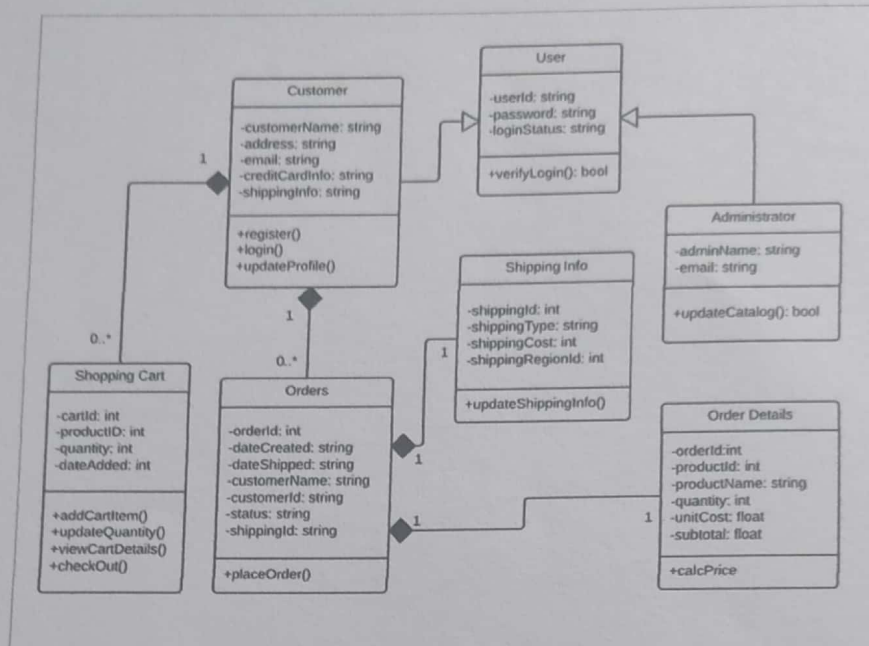 User
-userId: string
-password: string
-loginStatus: string
+verifyLogin(): bool
Customer
-customerName: string
-address: string
-email: string
-creditCardInfo: string
-shippingInfo: string
+register()
+login()
+updateProfile()
1
0..*
1
0..*
Administrator
-adminName: string
-email: string
+updateCatalog(): bool
Shipping Info
-shippingId: int
-shippingType: string
-shippingCost: int
-shippingRegionId: int
+updateShippingInfo()
1
1
Shopping Cart
-cartId: int
-productID: int
-quantity: int
-dateAdded: int
+addCartItem()
+updateQuantity()
+viewCartDetails()
+checkOut()
Orders
-orderId: int
-dateCreated: string
-dateShipped: string
-customerName: string
-customerId: string
-status: string
-shippingId: string
+placeOrder()
1
1
Order Details
-orderId:int
-productId: int
-productName: string
-quantity: int
-unitCost: float
-subtotal: float
+calcPrice